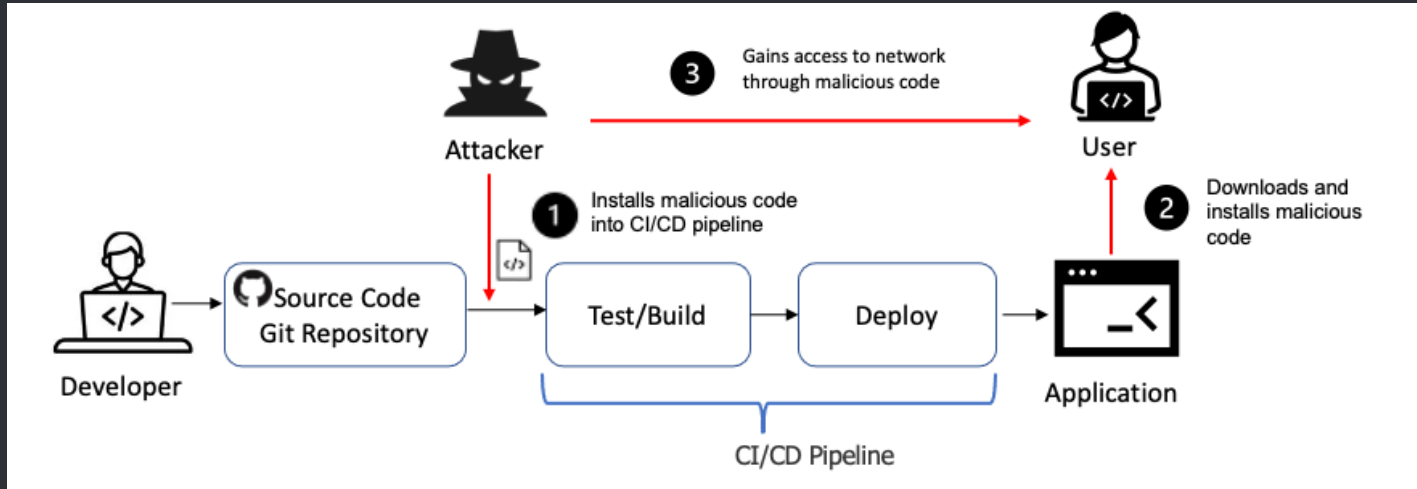 3
Gains access to network
through malicious code
</>
Attacker
User
1
Installs malicious code
into CI/CD pipeline
2
Downloads and
installs malicious
code
</>
</>
Source Code
Git Repository
Test/Build
Deploy
_<
Developer
Application
CI/CD Pipeline